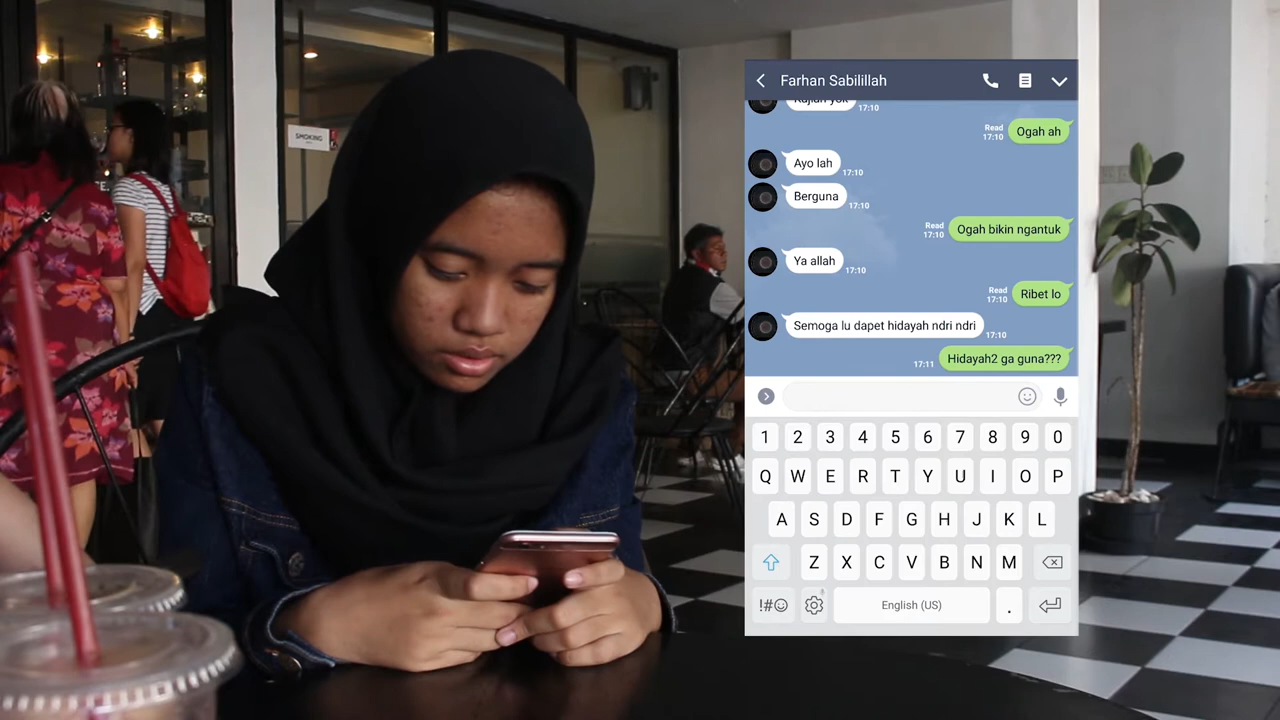 SMOKING
Farhan Sabilillah
Kajian yok
17:10
Ogah ah
Read
17:10
Ayo lah
17:10
Berguna
17:10
Ogah bikin ngantuk
Read
17:10
Ya allah
17:10
Ribet lo
Read
17:10
Semoga lu dapet hidayah ndri ndri
17:10
Hidayah2 ga guna???
17:11
1 2 3 4 5 6 7 8 9 0
Q W E R T Y U I O P
A S D F G H J K L
Z X C V B N M
!#☺ English (US) .